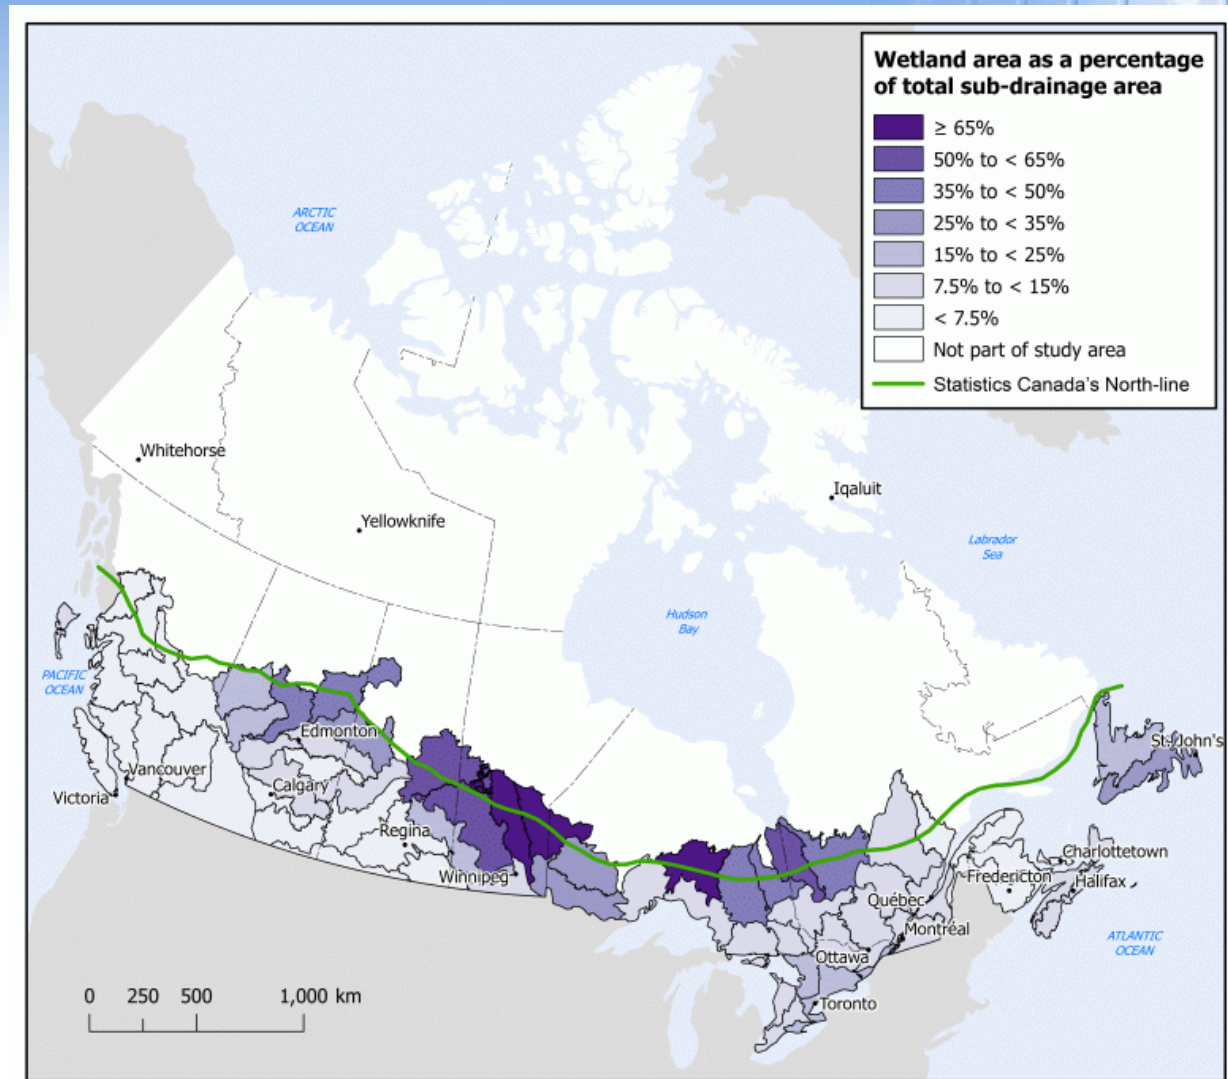 Wetland area as a percentage
of total sub-drainage area
≥ 65%
50% to < 65%
35% to < 50%
25% to < 35%
15% to < 25%
7.5% to < 15%
< 7.5%
Not part of study area
Statistics Canada's North-line
ARCTIC
OCEAN
Whitehorse
Iqaluit
Yellowknife
Labrador
Sea
Hudson
Bay
PACIFIC
OCEAN
Edmonton
St. John's
Vancouver
Calgary
Victoria
Regina
Charlottetown
Winnipeg
Fredericton
Halifax
Québec
Montréal
ATLANTIC
OCEAN
Ottawa
0 250 500 1,000 km
Toronto